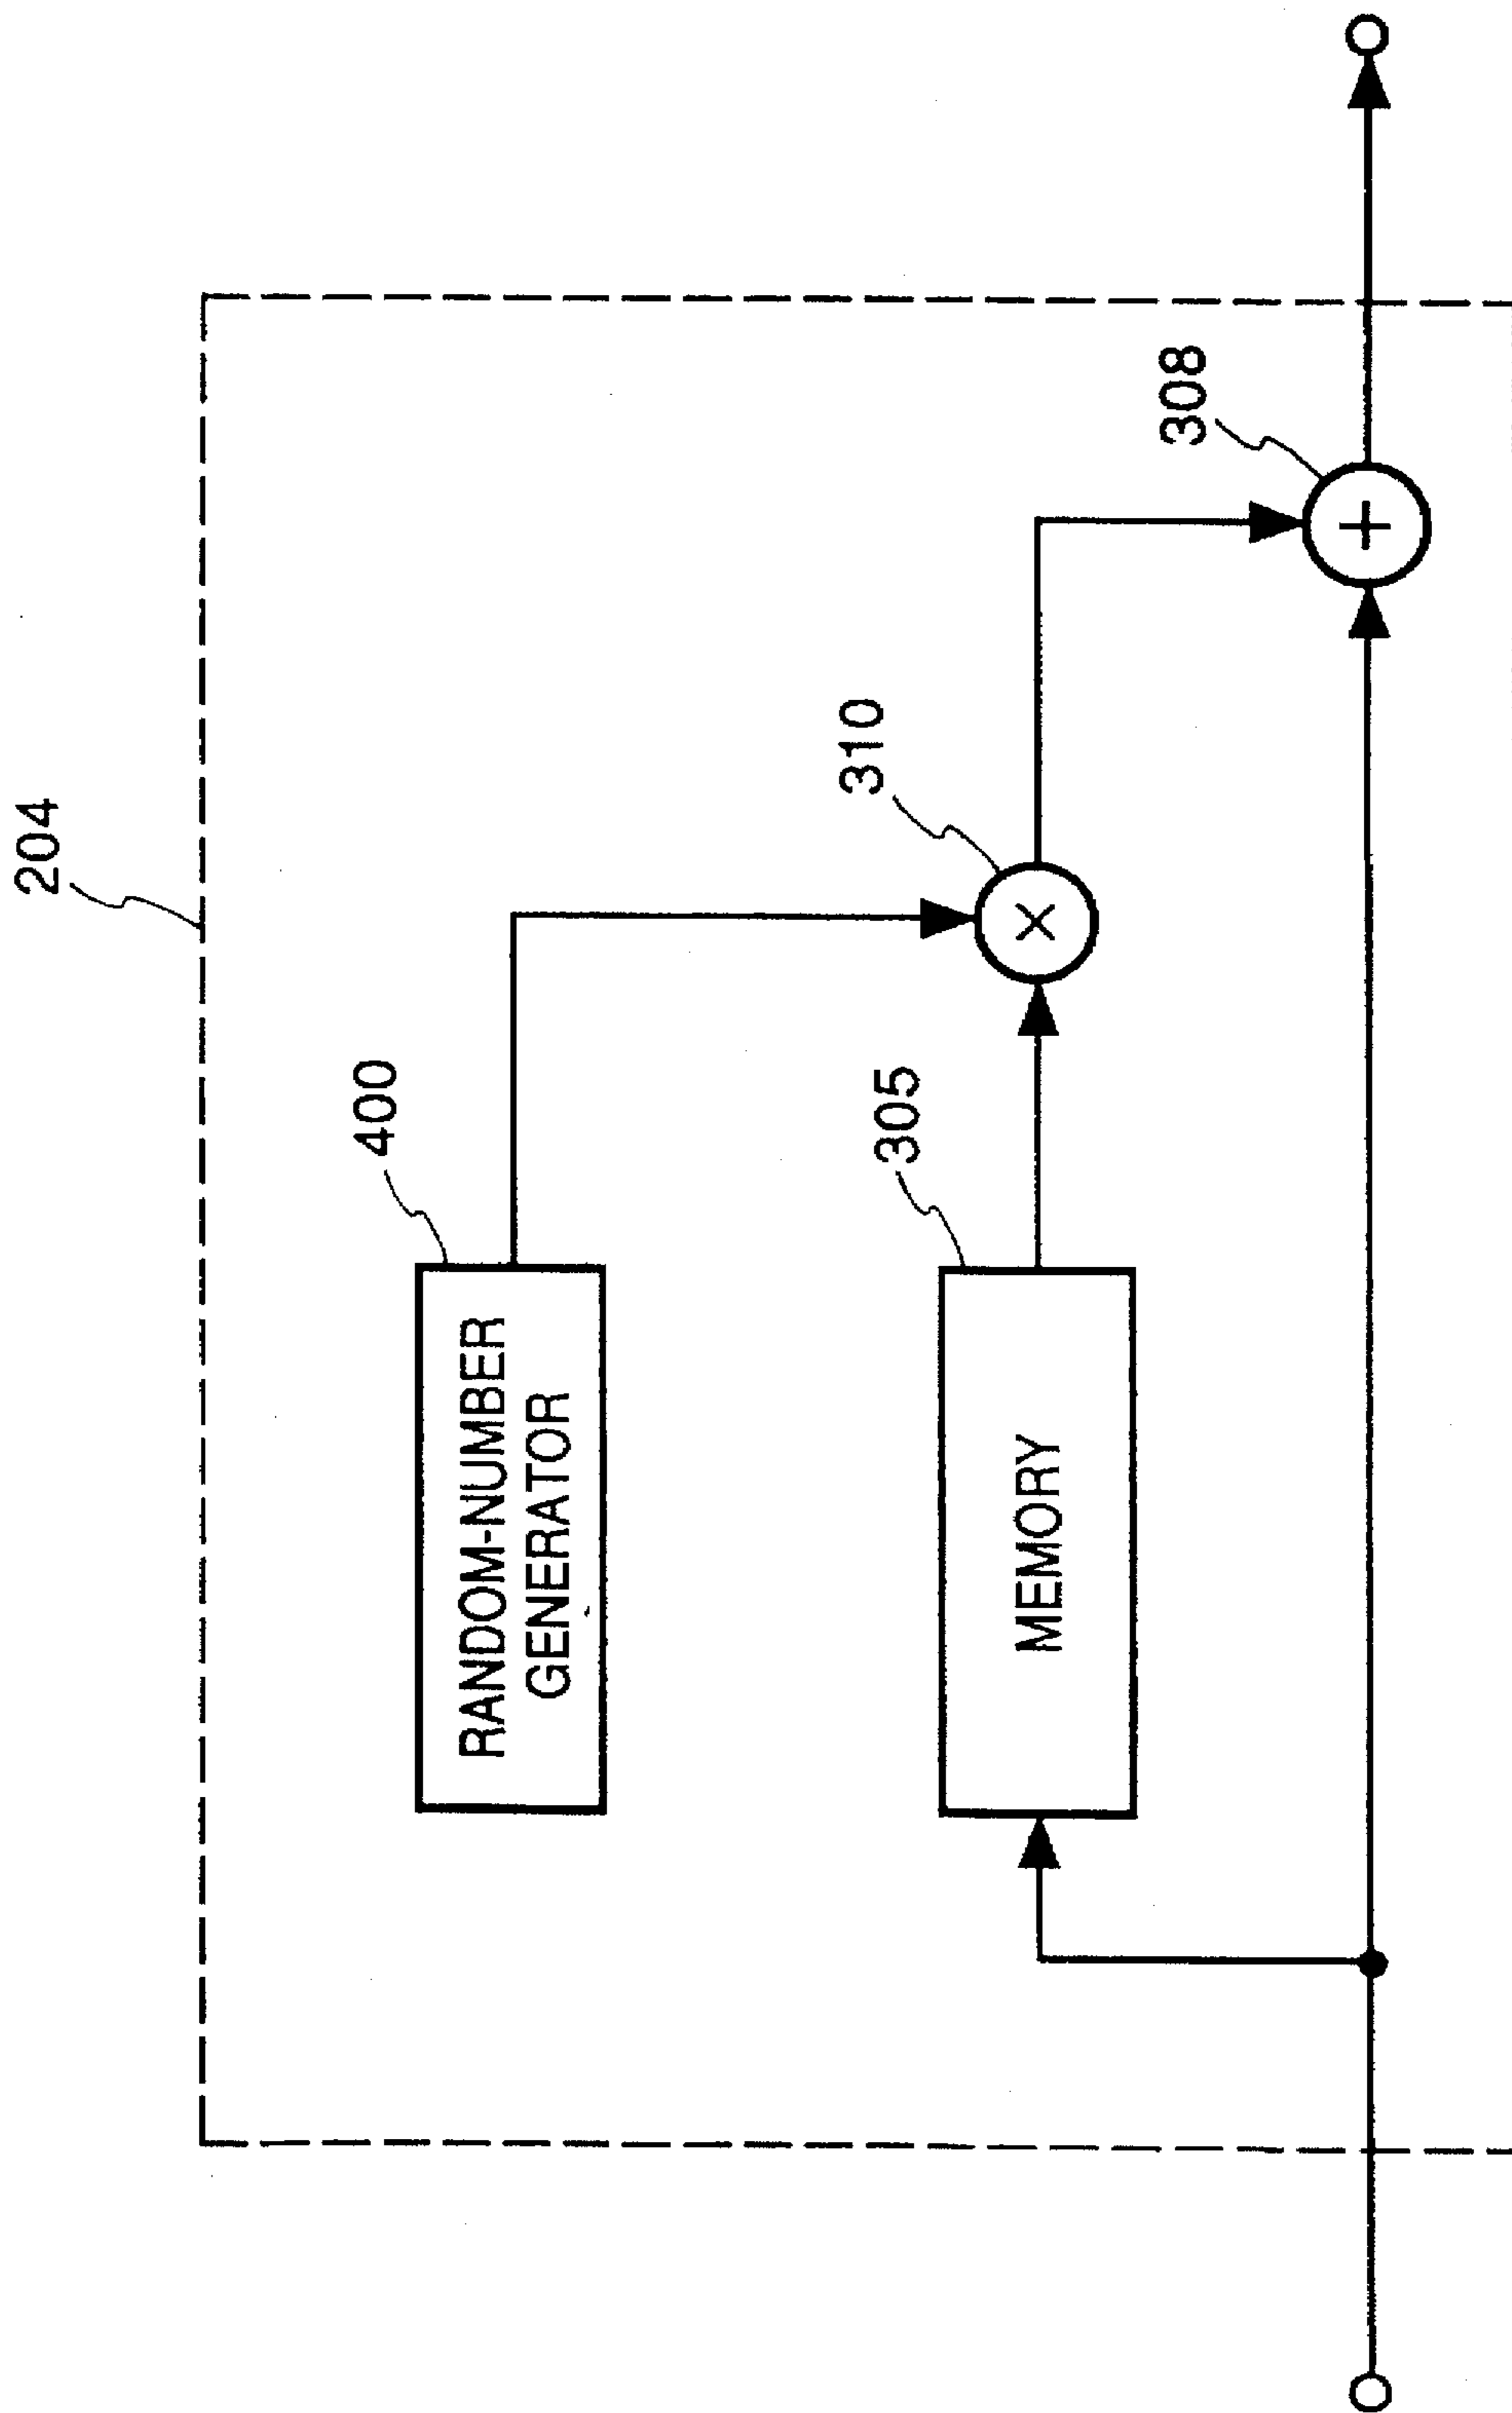 204
400
RANDOM-NUMBER
GENERATOR
305
MEMORY
310
×
308
+